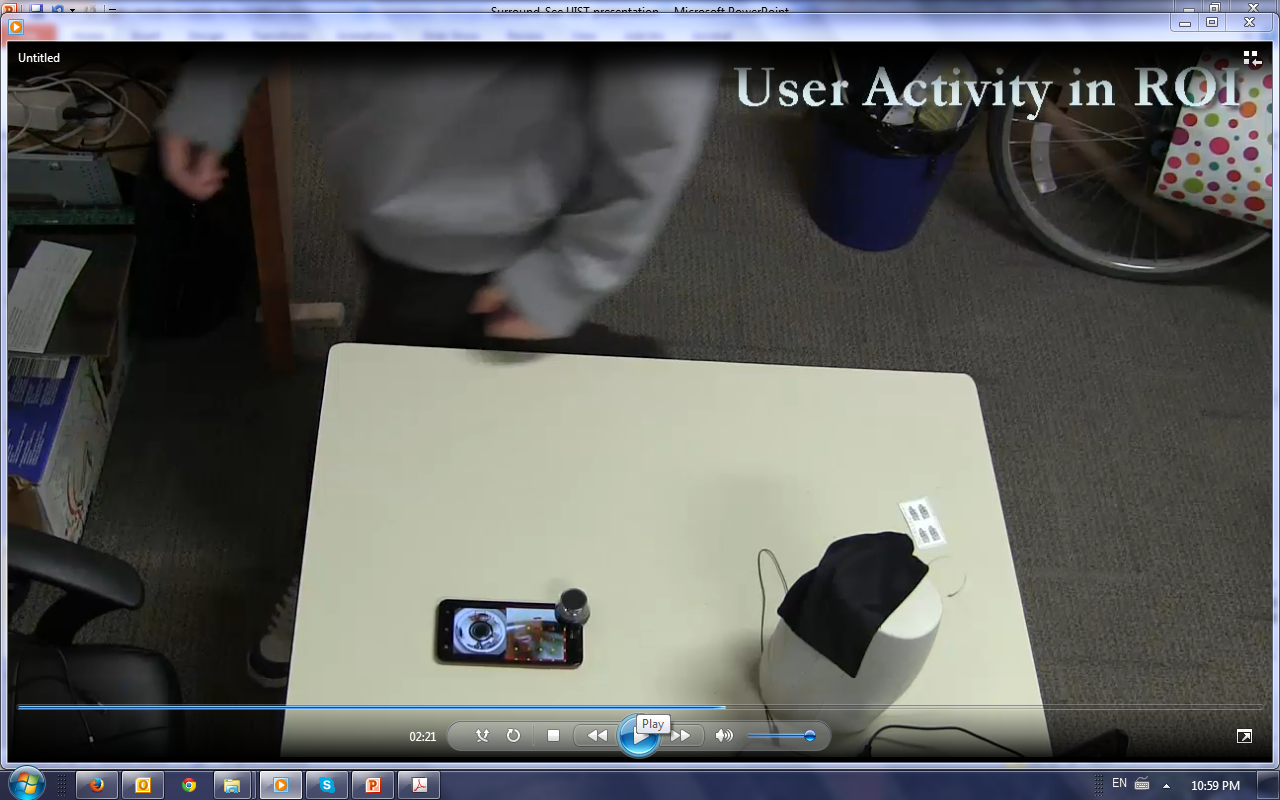 Surround-See UIST presentation - Microsoft PowerPoint
Untitled
User Activity in ROI
Play
02:21
EN
10:59 PM